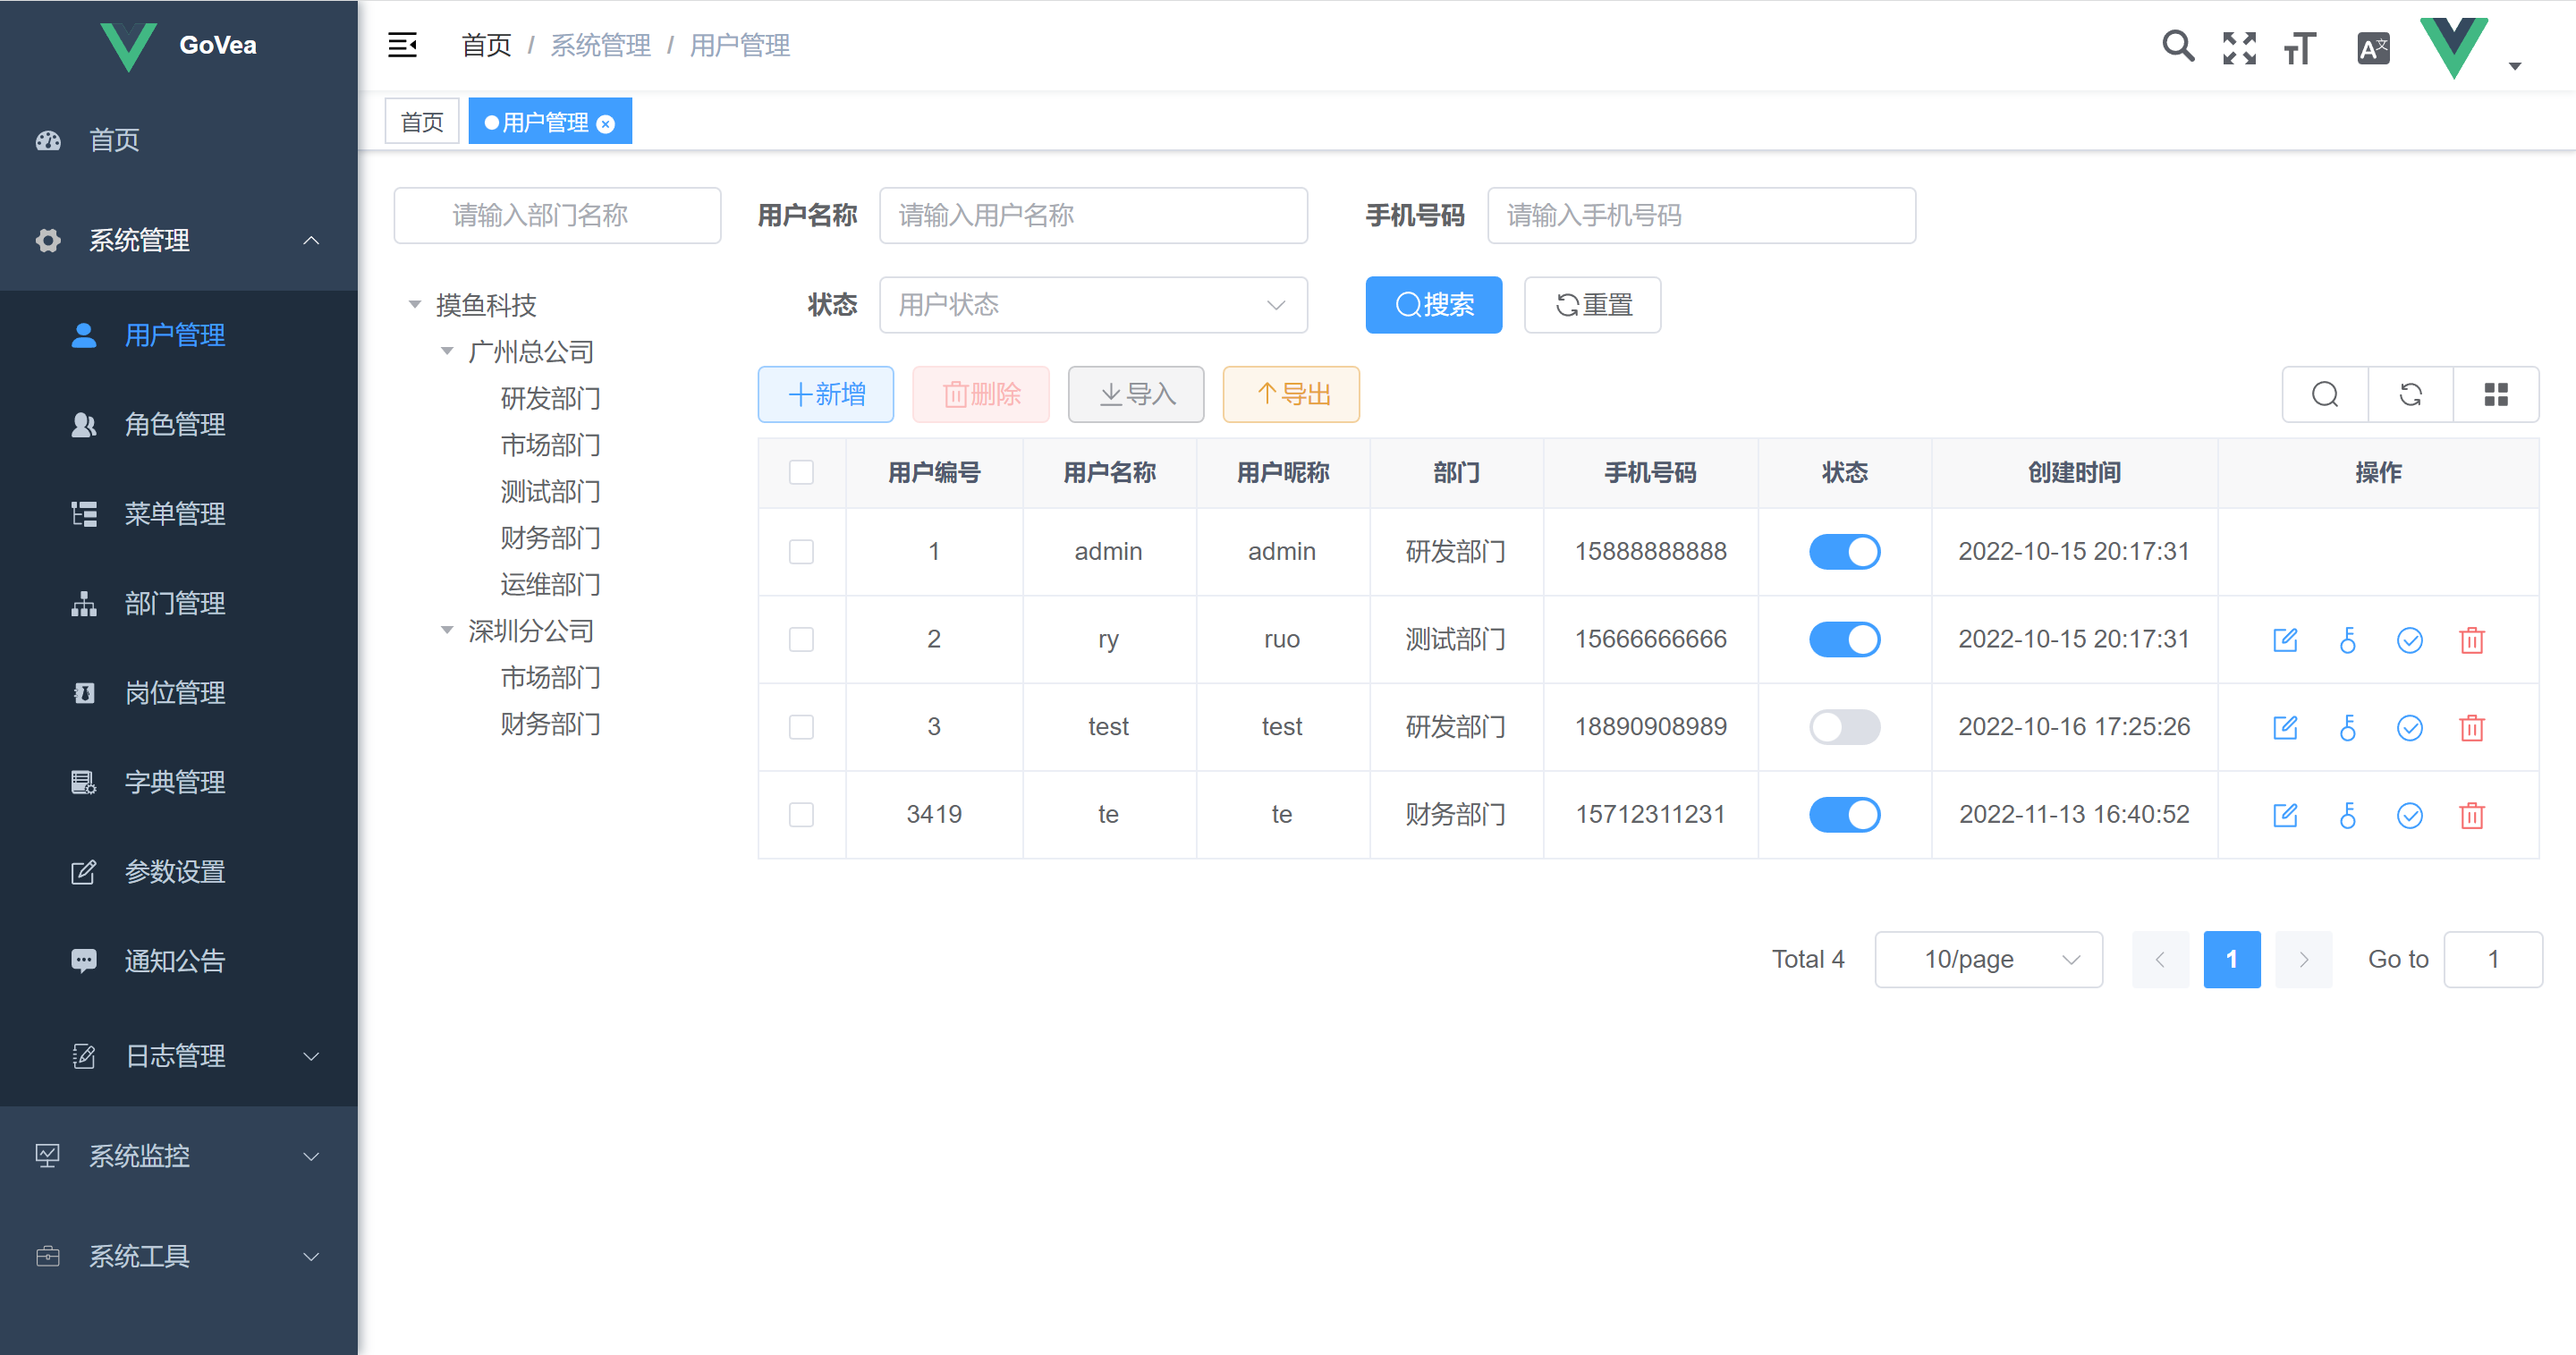 GoVea
首页
系统管理
用户管理
角色管理
菜单管理
部门管理
岗位管理
字典管理
参数设置
通知公告
日志管理
系统监控
系统工具
首页 / 系统管理 / 用户管理
首页 用户管理
请输入部门名称
摸鱼科技
广州总公司
研发部门
市场部门
测试部门
财务部门
运维部门
深圳分公司
市场部门
财务部门
用户名称 请输入用户名称 手机号码 请输入手机号码
状态 用户状态 搜索 重置
新增 删除 导入 导出
用户编号 用户名称 用户昵称 部门 手机号码 状态 创建时间 操作
1 admin admin 研发部门 15888888888 2022-10-15 20:17:31
2 ry ruo 测试部门 15666666666 2022-10-15 20:17:31
3 test test 研发部门 18890908989 2022-10-16 17:25:26
3419 te te 财务部门 15712311231 2022-11-13 16:40:52
Total 4 10/page 1 Go to 1